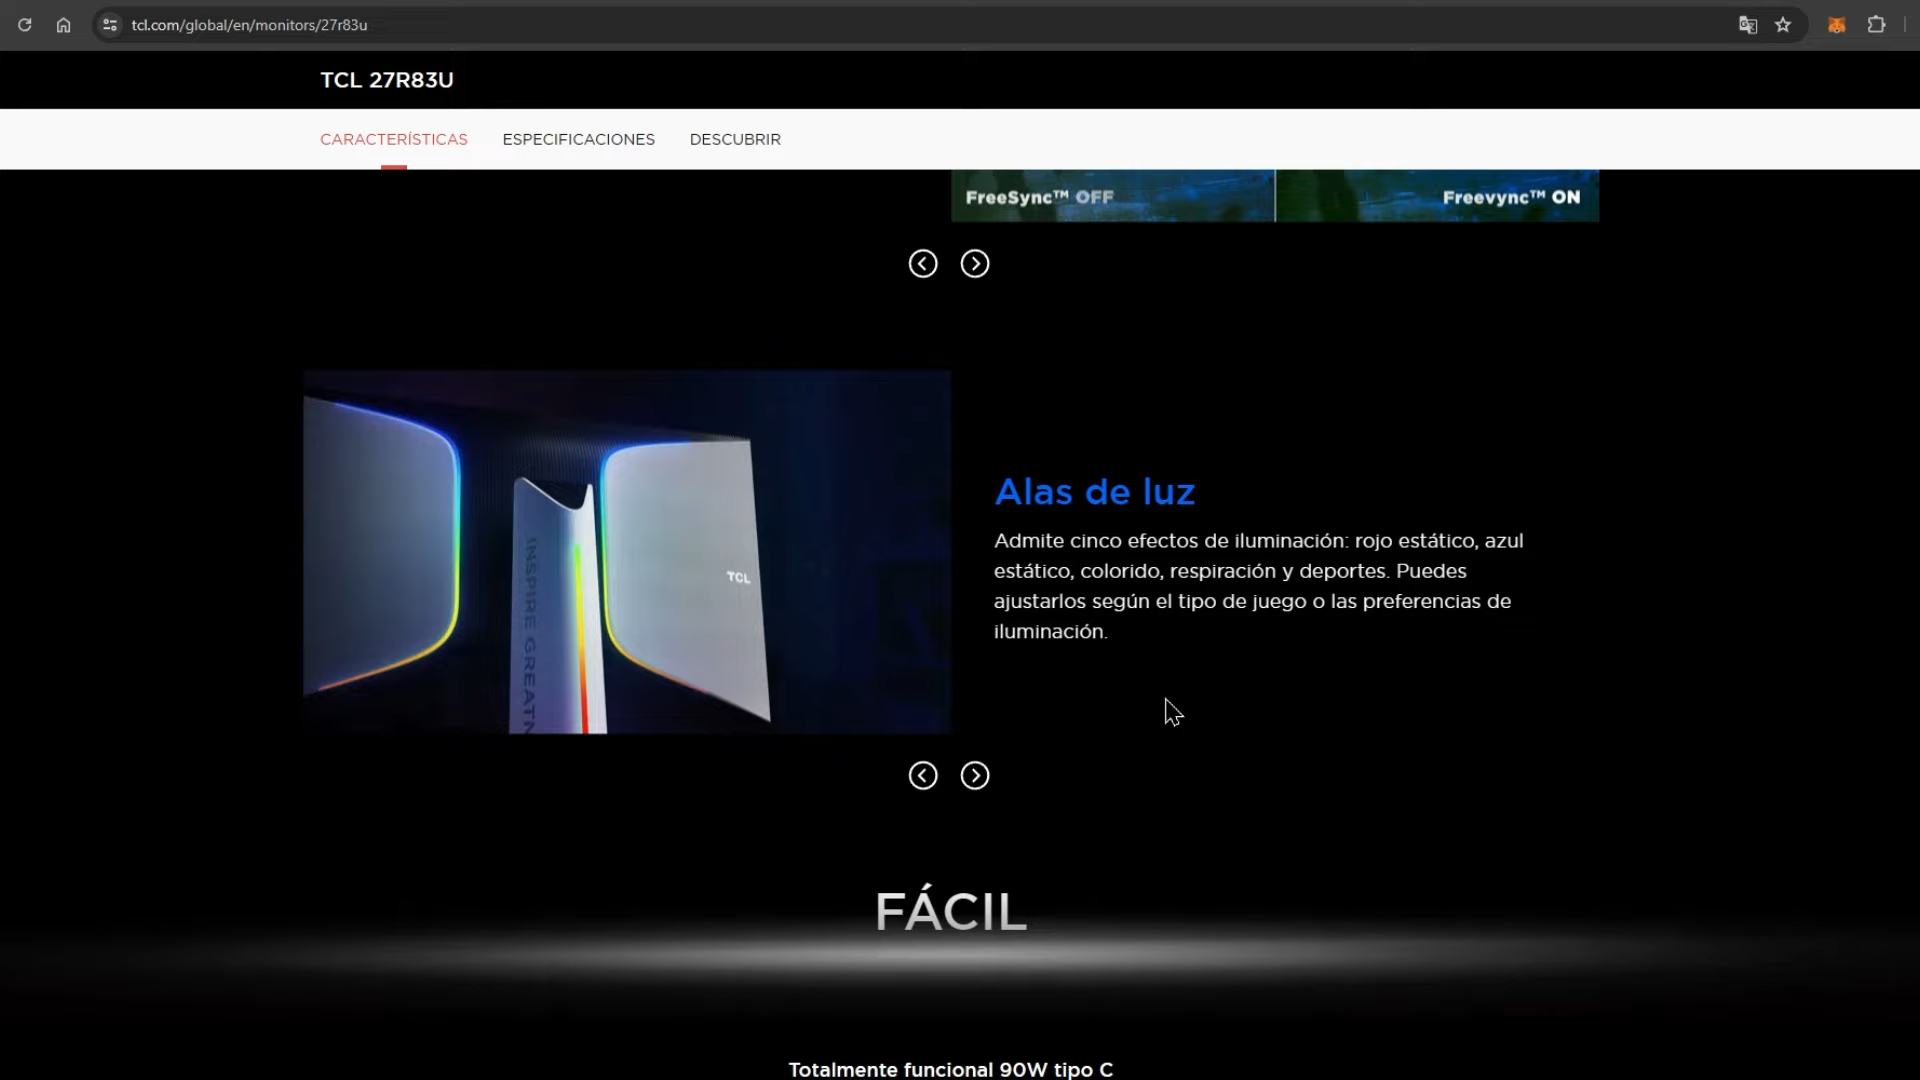 tcl.com/global/en/monitors/27r83u
TCL 27R83U
CARACTERÍSTICAS ESPECIFICACIONES DESCUBRIR
FreeSync™ OFF Freevync™ ON
INSPIRE GREATN
TCL
Alas de luz
Admite cinco efectos de iluminación: rojo estático, azul
estático, colorido, respiración y deportes. Puedes
ajustarlos según el tipo de juego o las preferencias de
iluminación.
FÁCIL
Totalmente funcional 90W tipo C